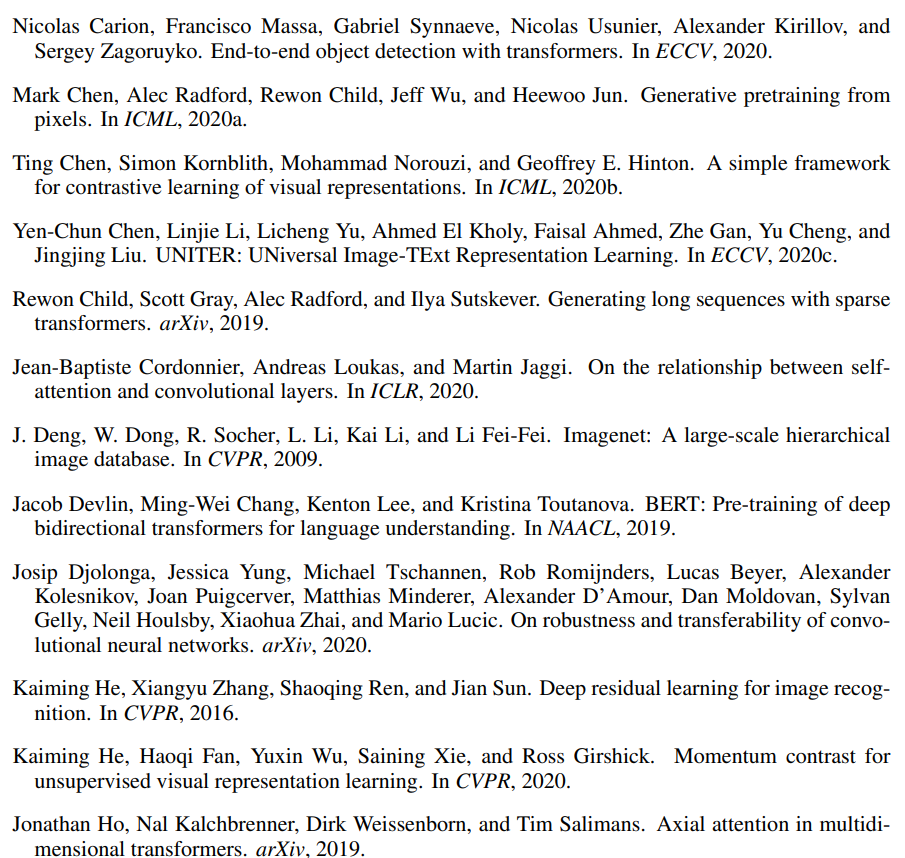 Nicolas Carion, Francisco Massa, Gabriel Synnaeve, Nicolas Usunier, Alexander Kirillov, and
Sergey Zagoruyko. End-to-end object detection with transformers. In ECCV, 2020.
Mark Chen, Alec Radford, Rewon Child, Jeff Wu, and Heewoo Jun. Generative pretraining from
pixels. In ICML, 2020a.
Ting Chen, Simon Kornblith, Mohammad Norouzi, and Geoffrey E. Hinton. A simple framework
for contrastive learning of visual representations. In ICML, 2020b.
Yen-Chun Chen, Linjie Li, Licheng Yu, Ahmed El Kholy, Faisal Ahmed, Zhe Gan, Yu Cheng, and
Jingjing Liu. UNITER: UNiversal Image-TExt Representation Learning. In ECCV, 2020c.
Rewon Child, Scott Gray, Alec Radford, and Ilya Sutskever. Generating long sequences with sparse
transformers. arXiv, 2019.
Jean-Baptiste Cordonnier, Andreas Loukas, and Martin Jaggi. On the relationship between self-
attention and convolutional layers. In ICLR, 2020.
J. Deng, W. Dong, R. Socher, L. Li, Kai Li, and Li Fei-Fei. Imagenet: A large-scale hierarchical
image database. In CVPR, 2009.
Jacob Devlin, Ming-Wei Chang, Kenton Lee, and Kristina Toutanova. BERT: Pre-training of deep
bidirectional transformers for language understanding. In NAACL, 2019.
Josip Djolonga, Jessica Yung, Michael Tschannen, Rob Romijnders, Lucas Beyer, Alexander
Kolesnikov, Joan Puigcerver, Matthias Minderer, Alexander D'Amour, Dan Moldovan, Sylvan
Gelly, Neil Houlsby, Xiaohua Zhai, and Mario Lucic. On robustness and transferability of convo-
lutional neural networks. arXiv, 2020.
Kaiming He, Xiangyu Zhang, Shaoqing Ren, and Jian Sun. Deep residual learning for image recog-
nition. In CVPR, 2016.
Kaiming He, Haoqi Fan, Yuxin Wu, Saining Xie, and Ross Girshick. Momentum contrast for
unsupervised visual representation learning. In CVPR, 2020.
Jonathan Ho, Nal Kalchbrenner, Dirk Weissenborn, and Tim Salimans. Axial attention in multidi-
mensional transformers. arXiv, 2019.